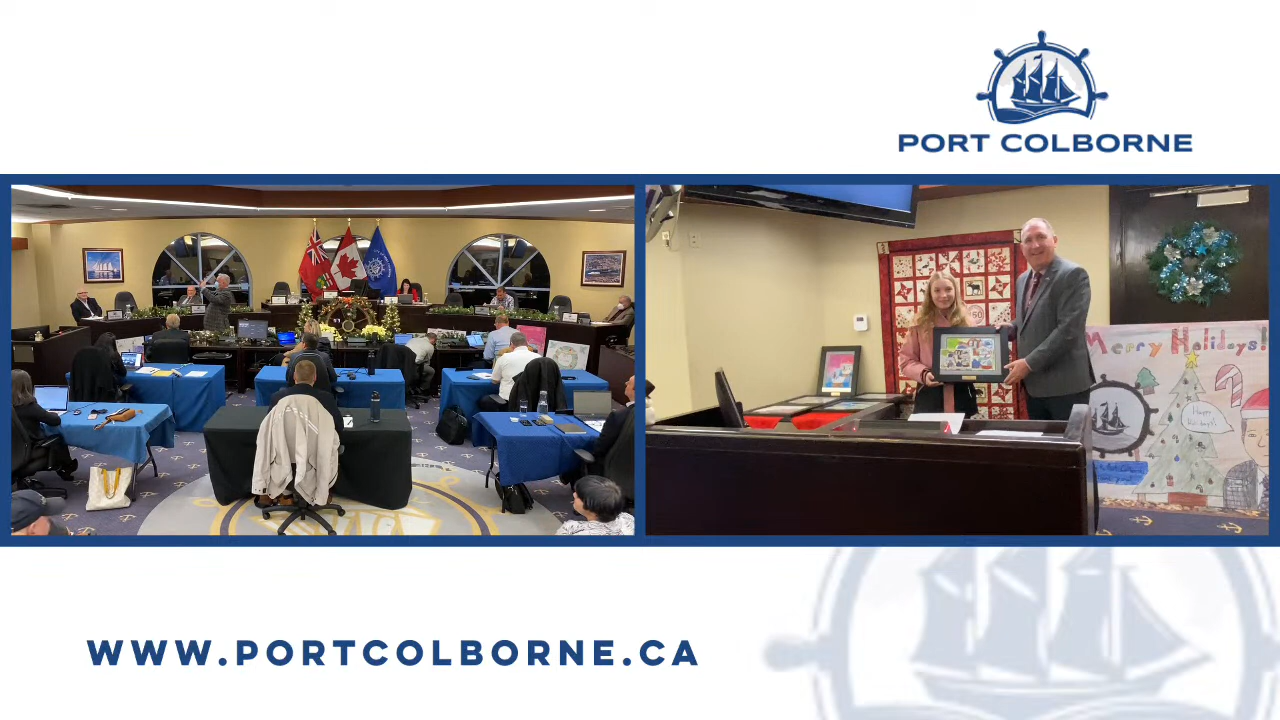 PORT COLBORNE
Merry Holidays!
Happy
Holidays!
WWW.PORTCOLBORNE.CA